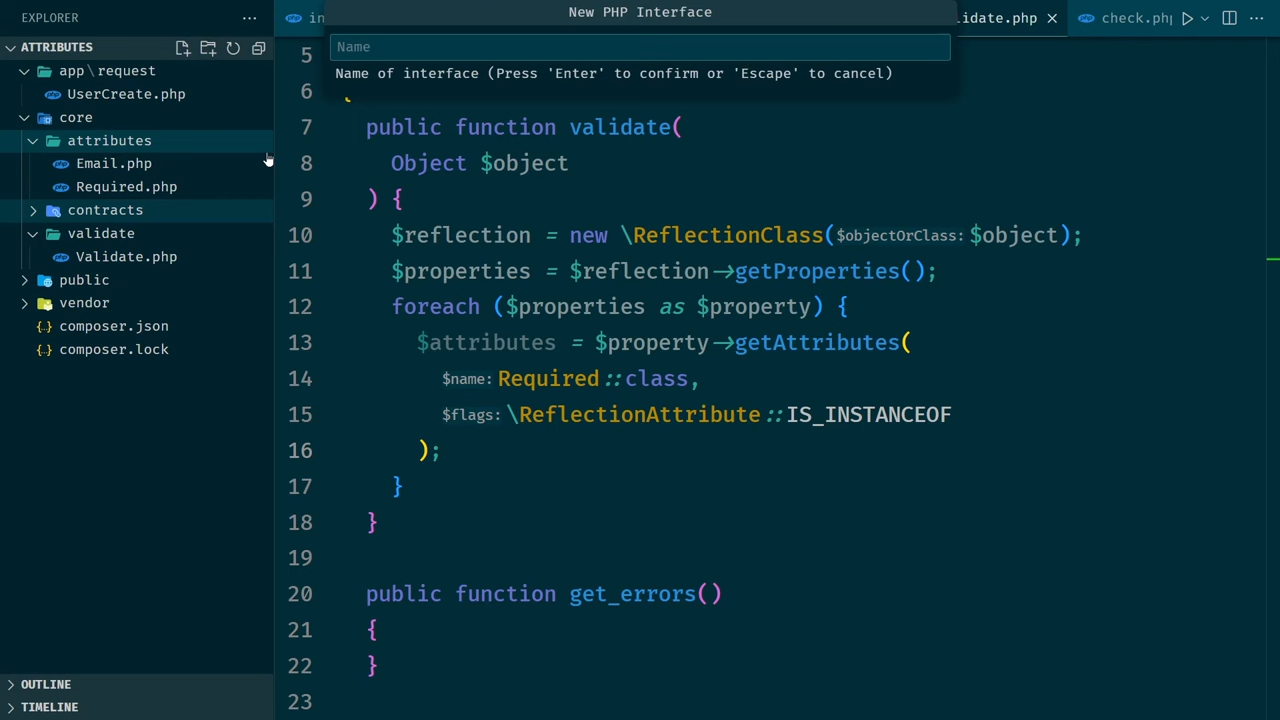 EXPLORER
ATTRIBUTES
app\request
UserCreate.php
core
attributes
Email.php
Required.php
contracts
validate
Validate.php
public
vendor
composer.json
composer.lock
OUTLINE
TIMELINE
New PHP Interface
Name
Name of interface (Press 'Enter' to confirm or 'Escape' to cancel)
idate.php
check.php
5
6 {
7 public function validate(
8 Object $object
9 ) {
10 $reflection = new \ReflectionClass($objectOrClass: $object);
11 $properties = $reflection->getProperties();
12 foreach ($properties as $property) {
13 $attributes = $property->getAttributes(
14 $name: Required::class,
15 $flags: \ReflectionAttribute::IS_INSTANCEOF
16 );
17 }
18 }
19
20 public function get_errors()
21 {
22 }
23